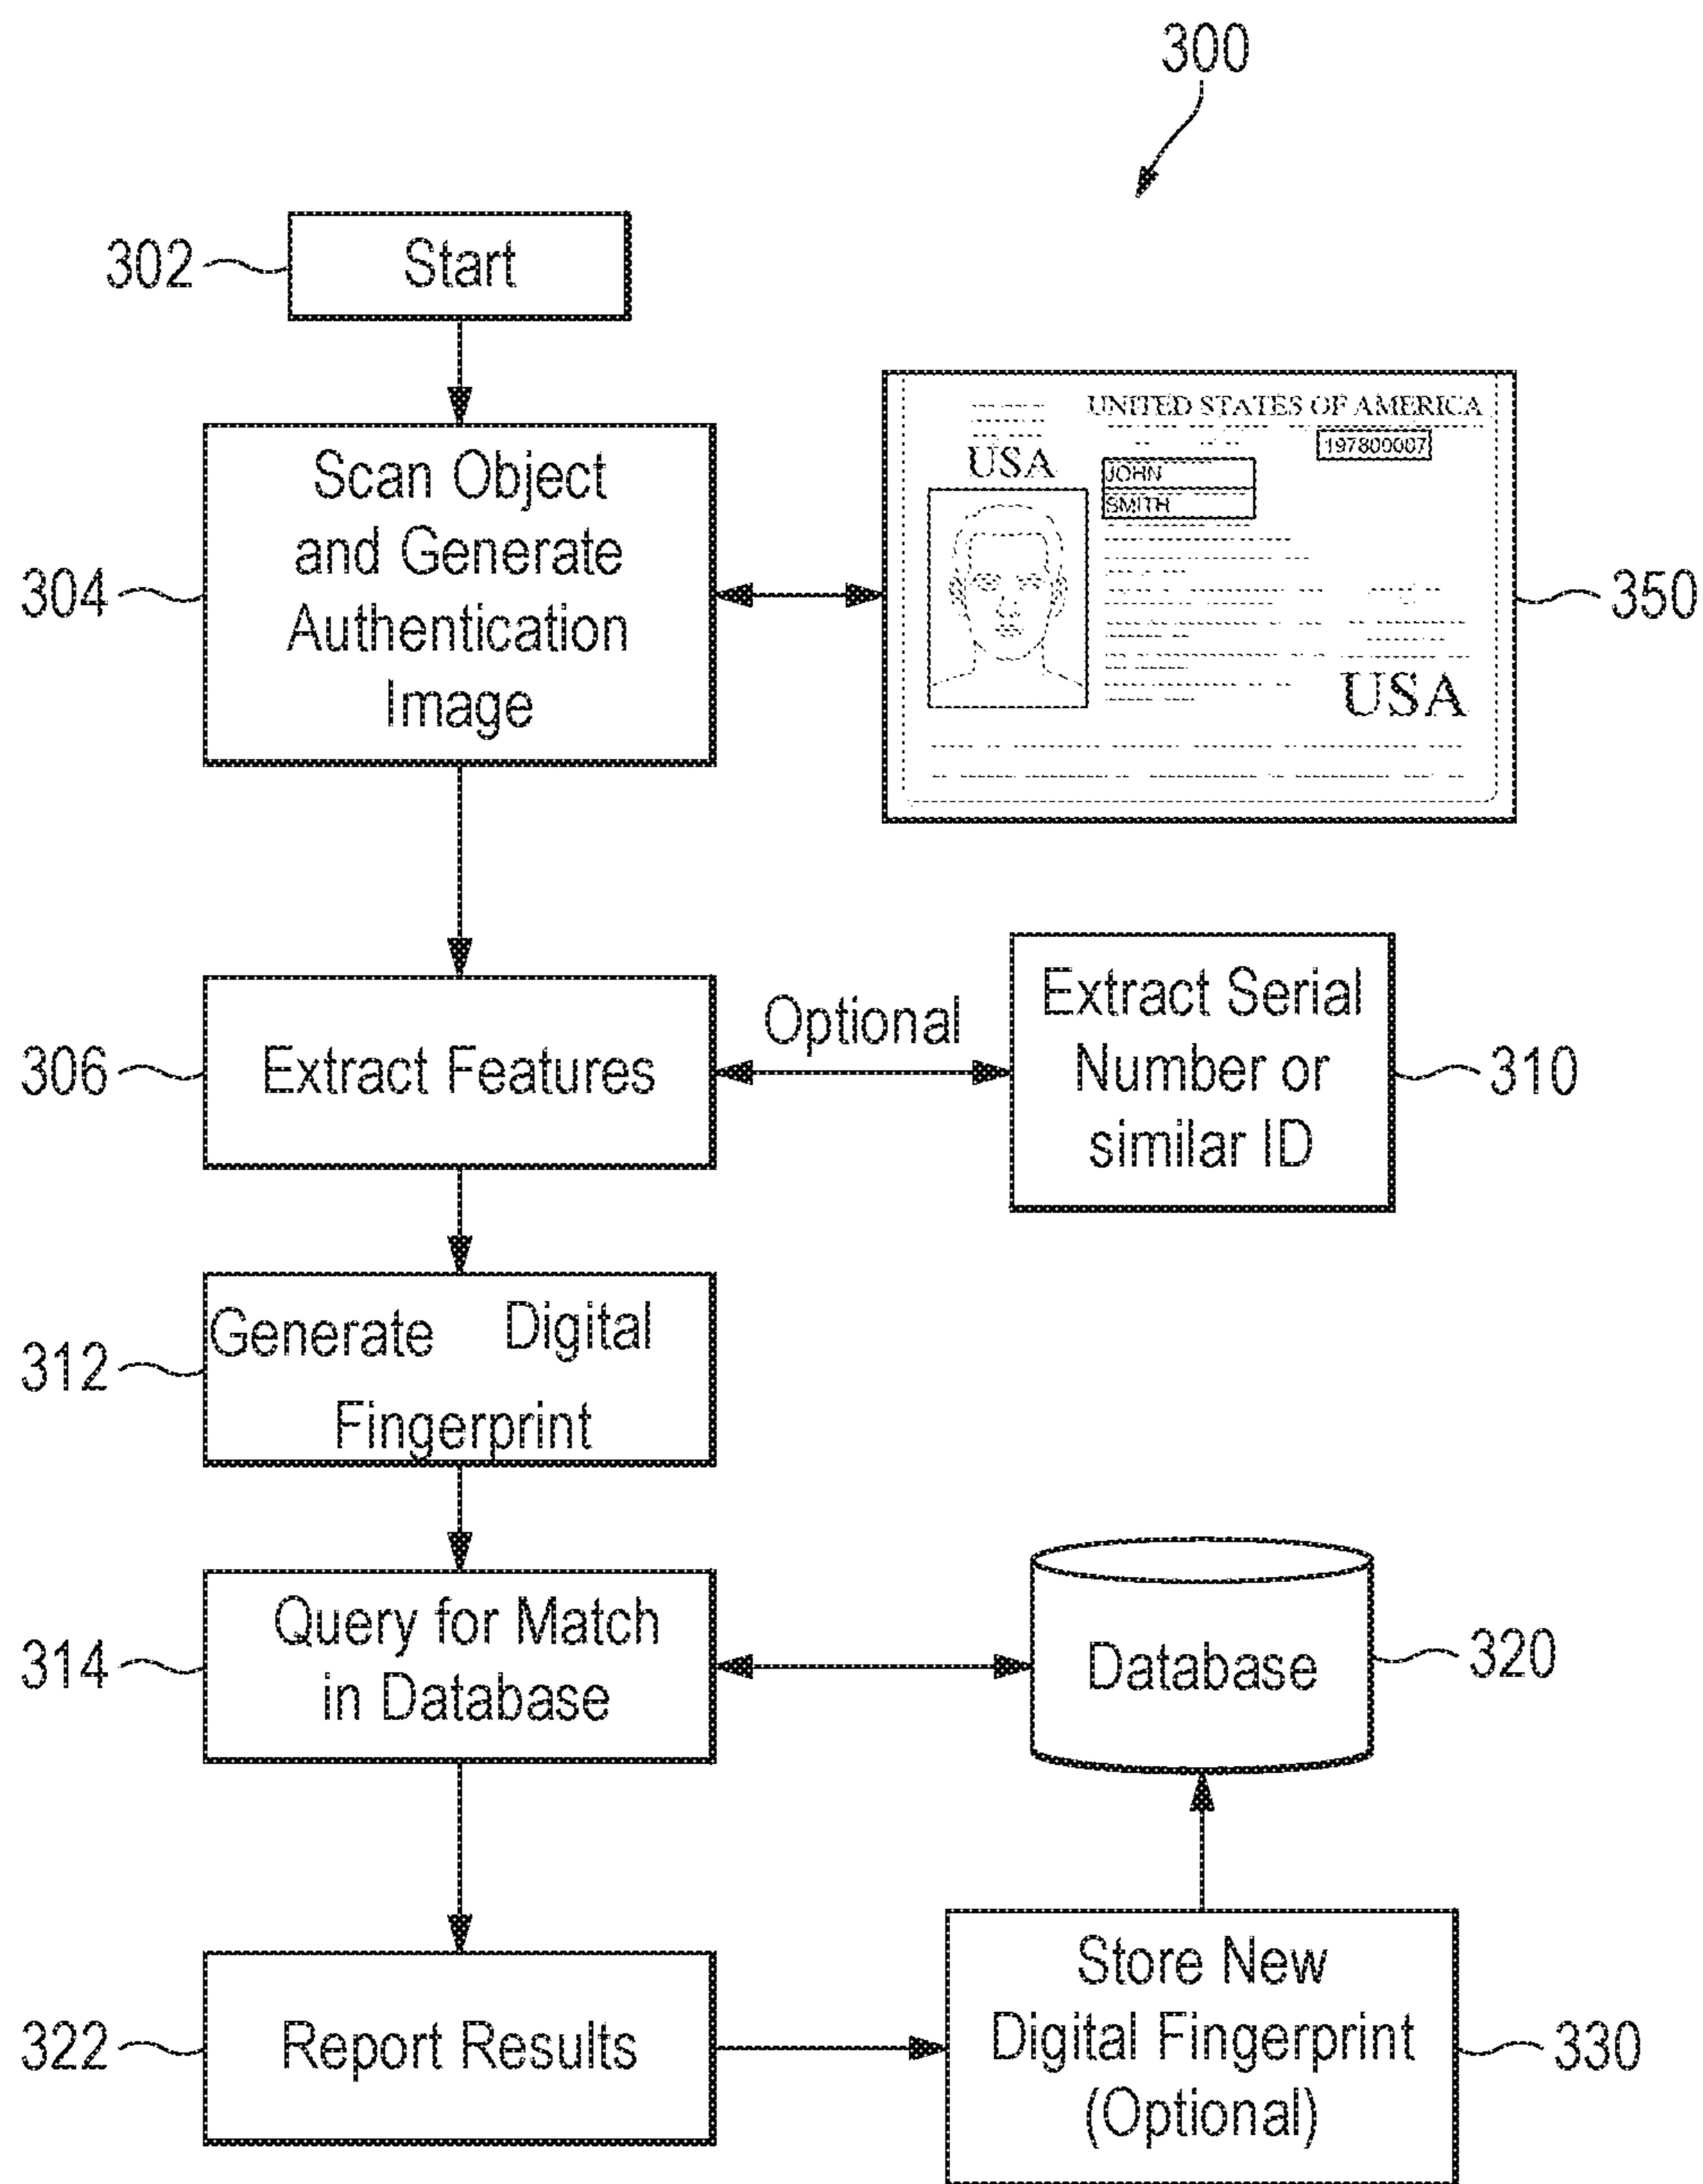 300
302
Start
304
Scan Object
and Generate
Authentication
Image
UNITED STATES OF AMERICA
USA
197800007
JOHN
SMITH
USA
350
306
Extract Features
Optional
Extract Serial
Number or
similar ID
310
312
Generate Digital
Fingerprint
314
Query for Match
in Database
Database
320
322
Report Results
Store New
Digital Fingerprint
(Optional)
330